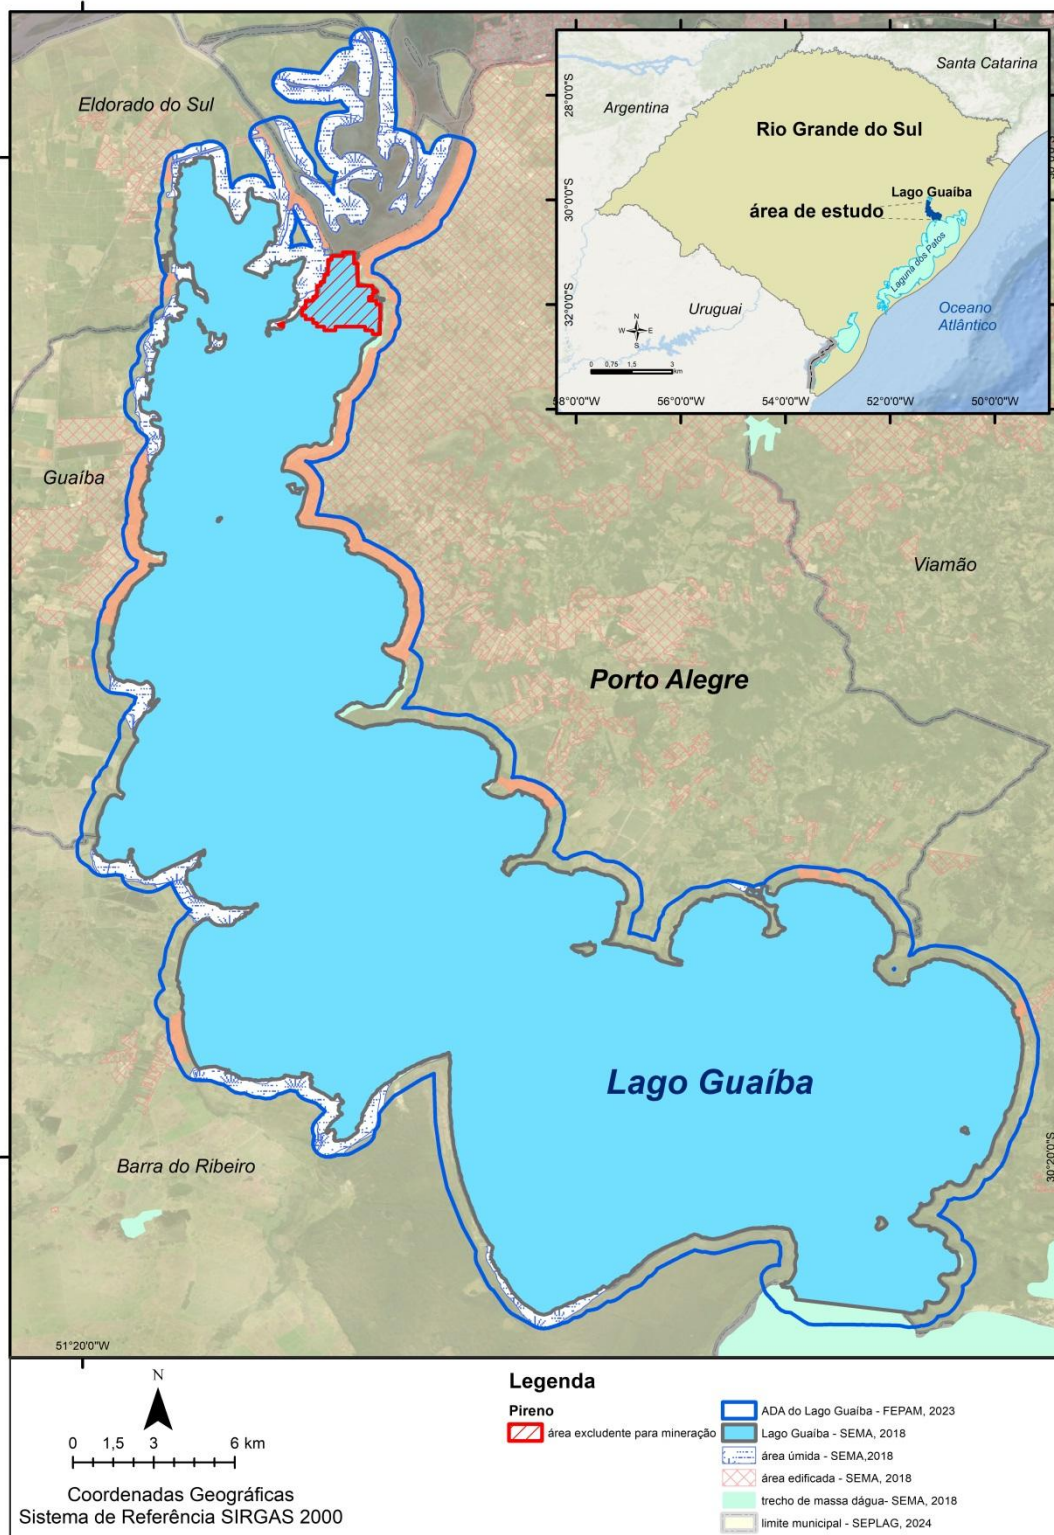 Eldorado do Sul
Guaíba
Viamão
Porto Alegre
Lago Guaíba
Barra do Ribeiro
51°20'0"W
30°20'0"S
Santa Catarina
Argentina
Rio Grande do Sul
Lago Guaíba
área de estudo
Laguna dos Patos
Uruguai
Oceano
Atlântico
28°0'0"S
30°0'0"S
32°0'0"S
N
W E
S
0 0,75 1,5 3
km
58°0'0"W 56°0'0"W 54°0'0"W 52°0'0"W 50°0'0"W
N
0 1,5 3 6 km
Coordenadas Geográficas
Sistema de Referência SIRGAS 2000
Legenda
Pireno
área excludente para mineração
ADA do Lago Guaíba - FEPAM, 2023
Lago Guaíba - SEMA, 2018
área úmida - SEMA,2018
área edificada - SEMA, 2018
trecho de massa dágua- SEMA, 2018
limite municipal - SEPLAG, 2024